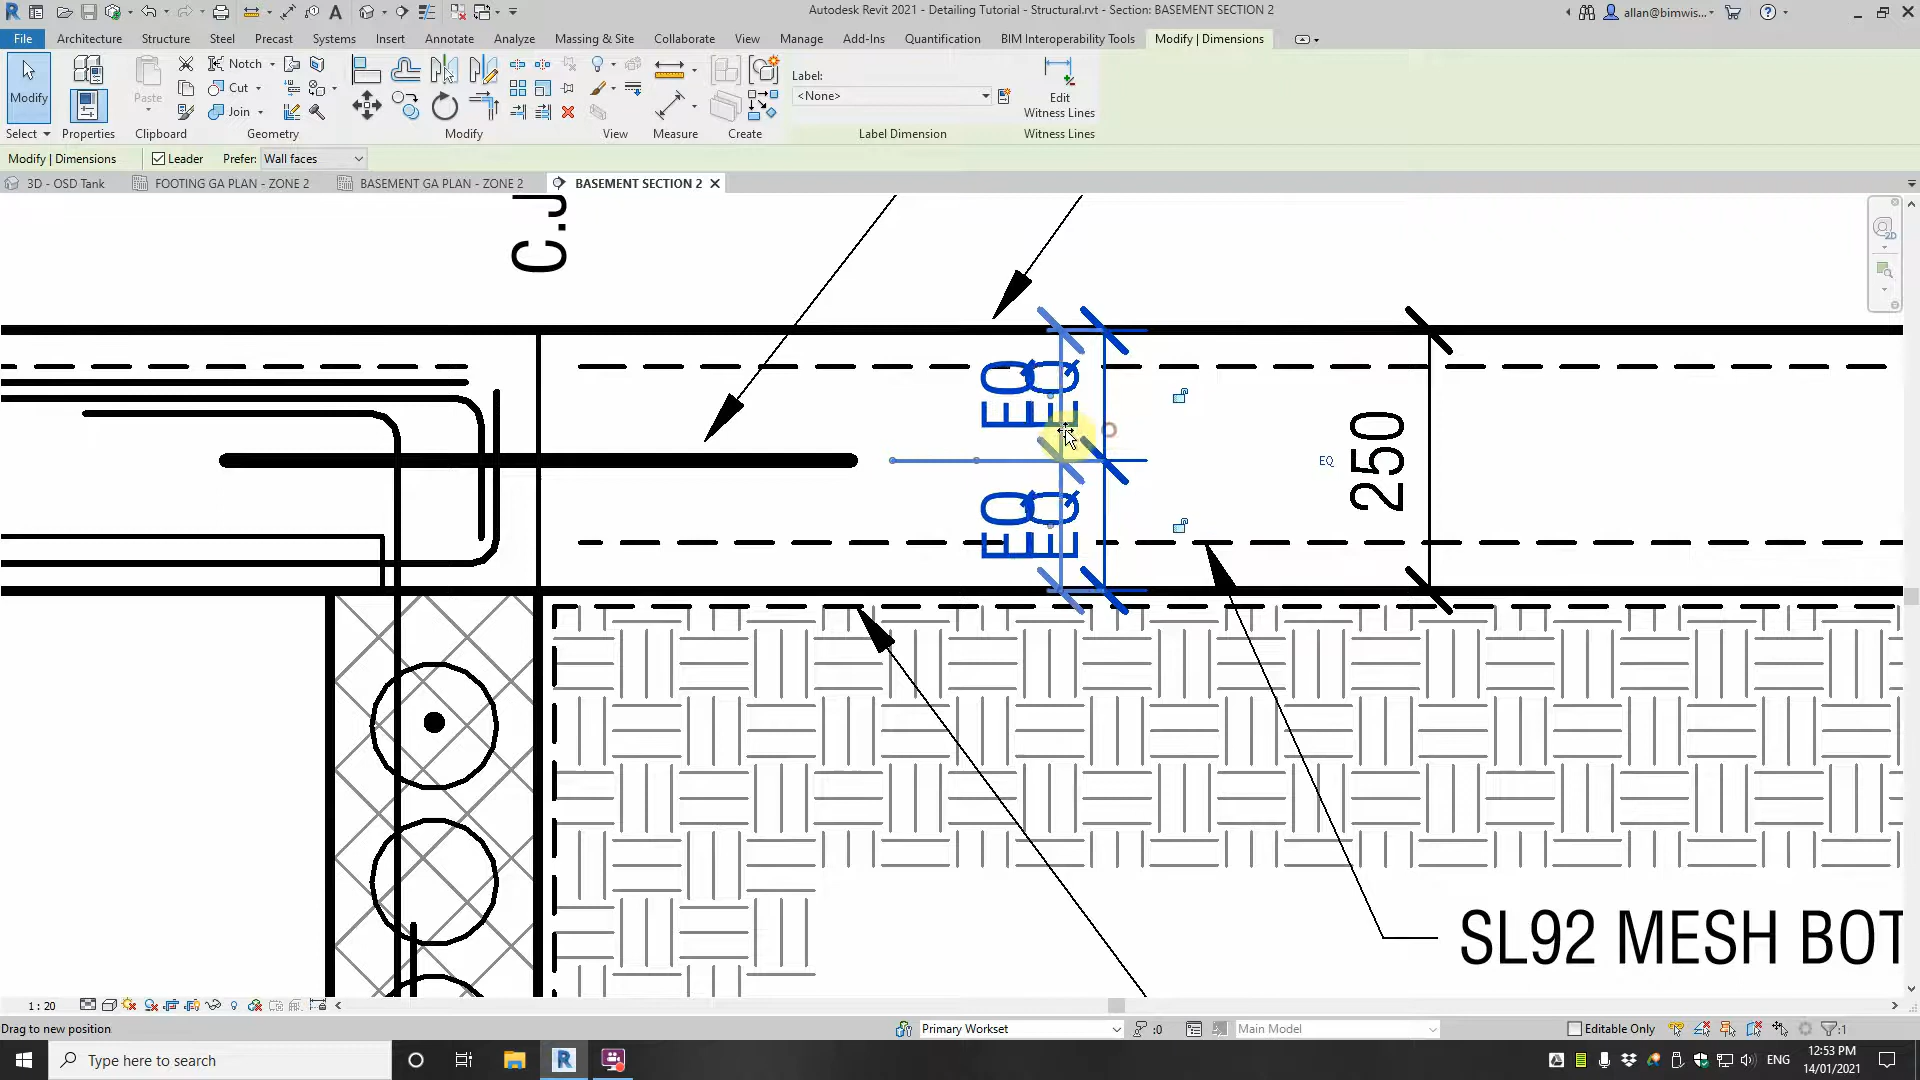 Autodesk Revit 2021 - Detailing Tutorial - Structural.rvt - Section: BASEMENT SECTION 2
allan@bimwis...
File Architecture Structure Steel Precast Systems Insert Annotate Analyze Massing & Site Collaborate View Manage Add-Ins Quantification BIM Interoperability Tools Modify | Dimensions
Modify
Paste
Notch
Cut
Join
Label:
<None>
Edit
Witness Lines
Select Properties Clipboard Geometry Modify View Measure Create Label Dimension Witness Lines
Modify | Dimensions Leader Prefer: Wall faces
3D - OSD Tank FOOTING GA PLAN - ZONE 2 BASEMENT GA PLAN - ZONE 2 BASEMENT SECTION 2
2D
C.J
EQ
EQ
EQ
EQ
EQ
250
SL92 MESH BOT
1 : 20
Drag to new position
Primary Workset
:0
Main Model
Editable Only
:1
Type here to search
ENG
12:53 PM
14/01/2021